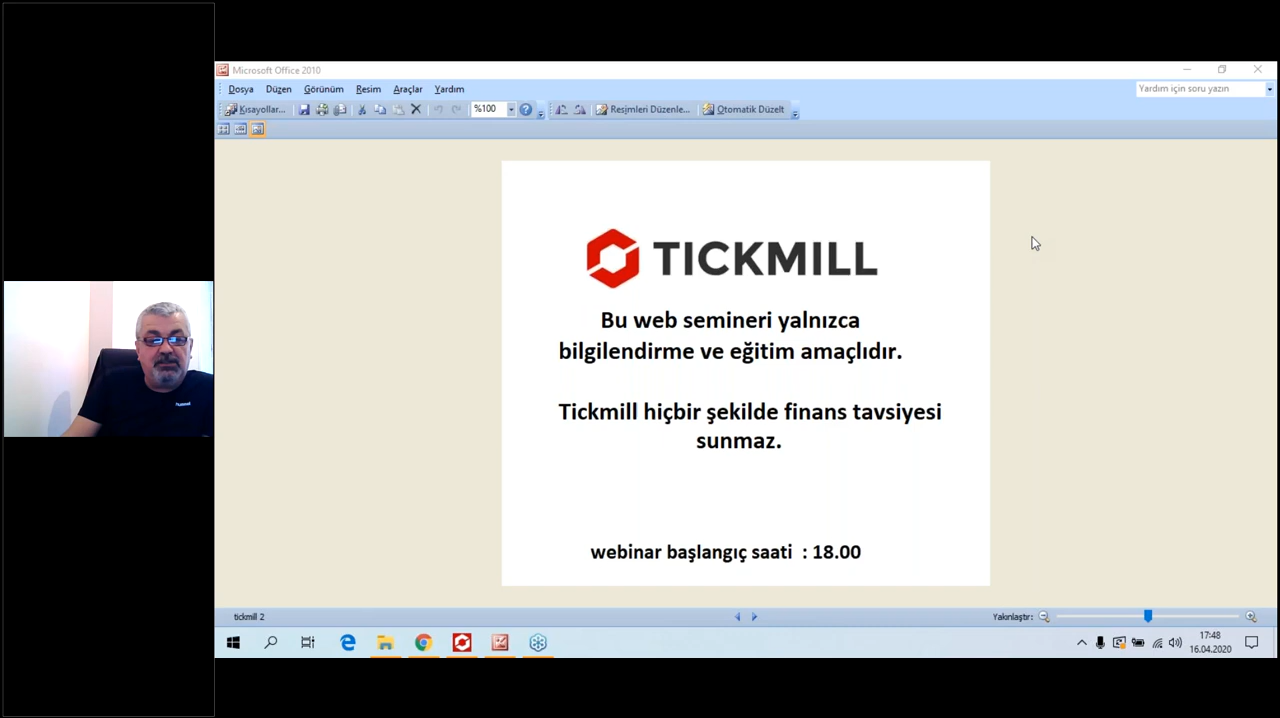 Microsoft Office 2010
Dosya Düzen Görünüm Resim Araçlar Yardım
Yardım için soru yazın
Kısayollar... %100 Resimleri Düzenle... Otomatik Düzelt
TICKMILL
Bu web semineri yalnızca
bilgilendirme ve eğitim amaçlıdır.
Tickmill hiçbir şekilde finans tavsiyesi
sunmaz.
webinar başlangıç saati : 18.00
tickmill 2
Yakınlaştır:
17:48
16.04.2020